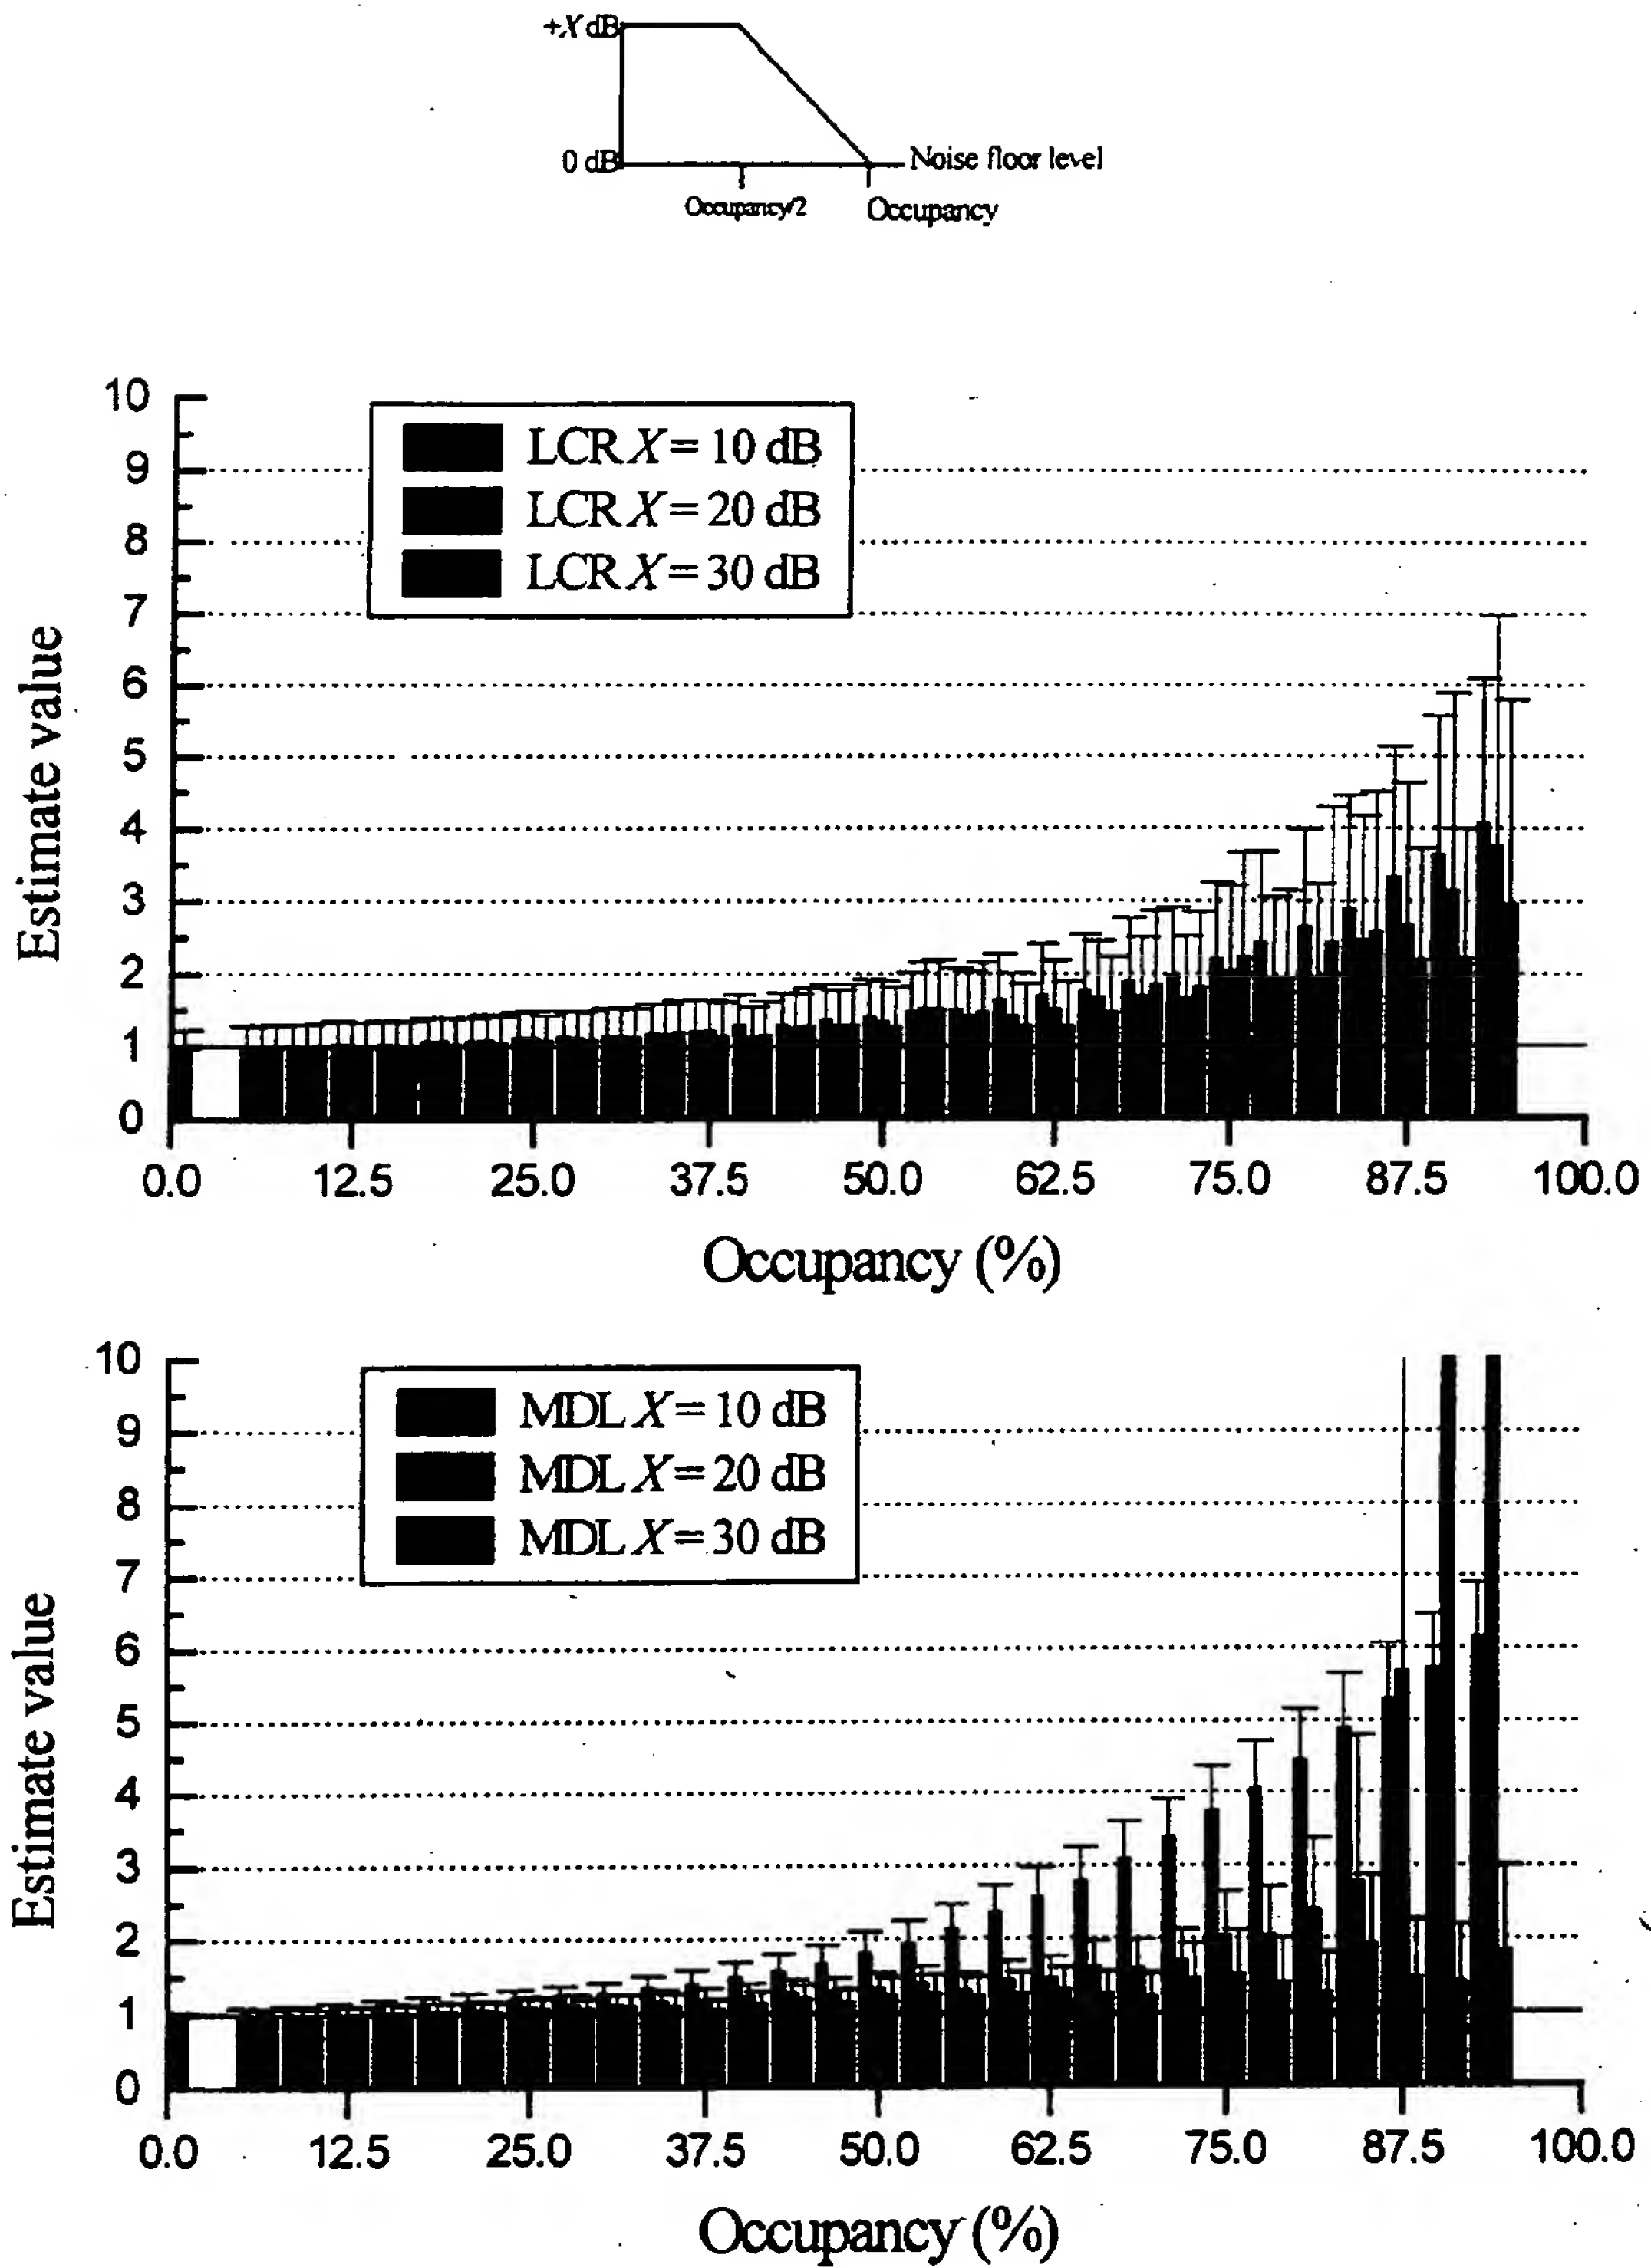 +X dB
0 dB
Noise floor level
Occupancy/2
Occupancy
10
9
8
7
6
5
4
3
2
1
0
Estimate value
LCR X = 10 dB
LCR X = 20 dB
LCR X = 30 dB
0.0 12.5 25.0 37.5 50.0 62.5 75.0 87.5 100.0
Occupancy (%)
10
9
8
7
6
5
4
3
2
1
0
Estimate value
MDL X = 10 dB
MDL X = 20 dB
MDL X = 30 dB
0.0 12.5 25.0 37.5 50.0 62.5 75.0 87.5 100.0
Occupancy (%)